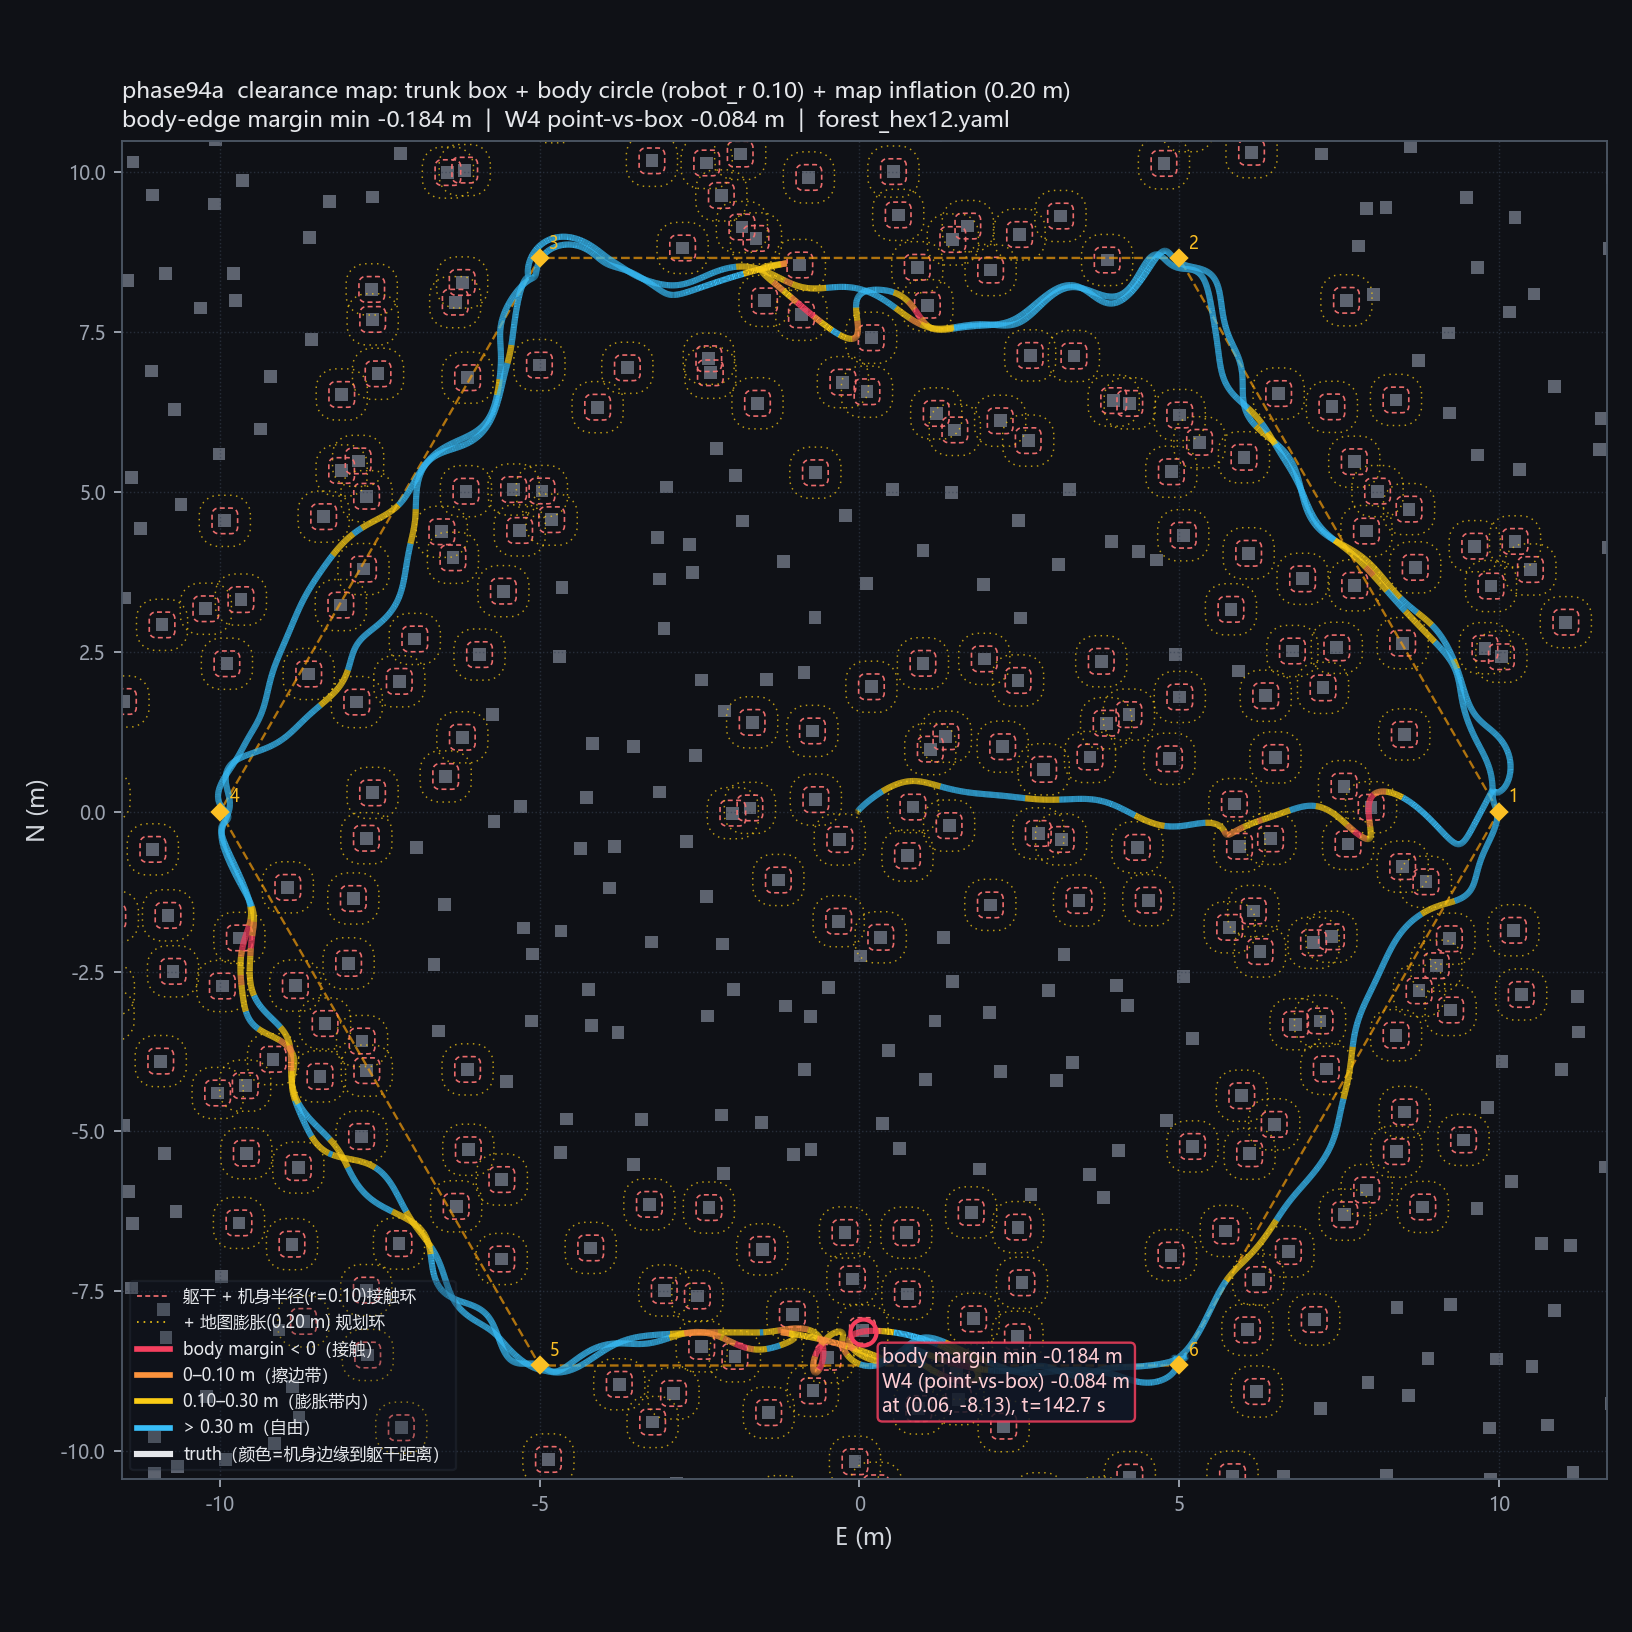 phase94a  clearance map: trunk box + body circle (robot_r 0.10) + map inflation (0.20 m)
body-edge margin min -0.184 m  |  W4 point-vs-box -0.084 m  |  forest_hex12.yaml
10.0
7.5
5.0
2.5
0.0
-2.5
-5.0
-7.5
-10.0
N (m)
3
2
4
1
5
6
body margin min -0.184 m
W4 (point-vs-box) -0.084 m
at (0.06, -8.13), t=142.7 s
躯干 + 机身半径(r=0.10)接触环
+ 地图膨胀(0.20 m) 规划环
body margin < 0（接触）
0–0.10 m（擦边带）
0.10–0.30 m（膨胀带内）
> 0.30 m（自由）
truth（颜色=机身边缘到躯干距离）
-10
-5
0
5
10
E (m)